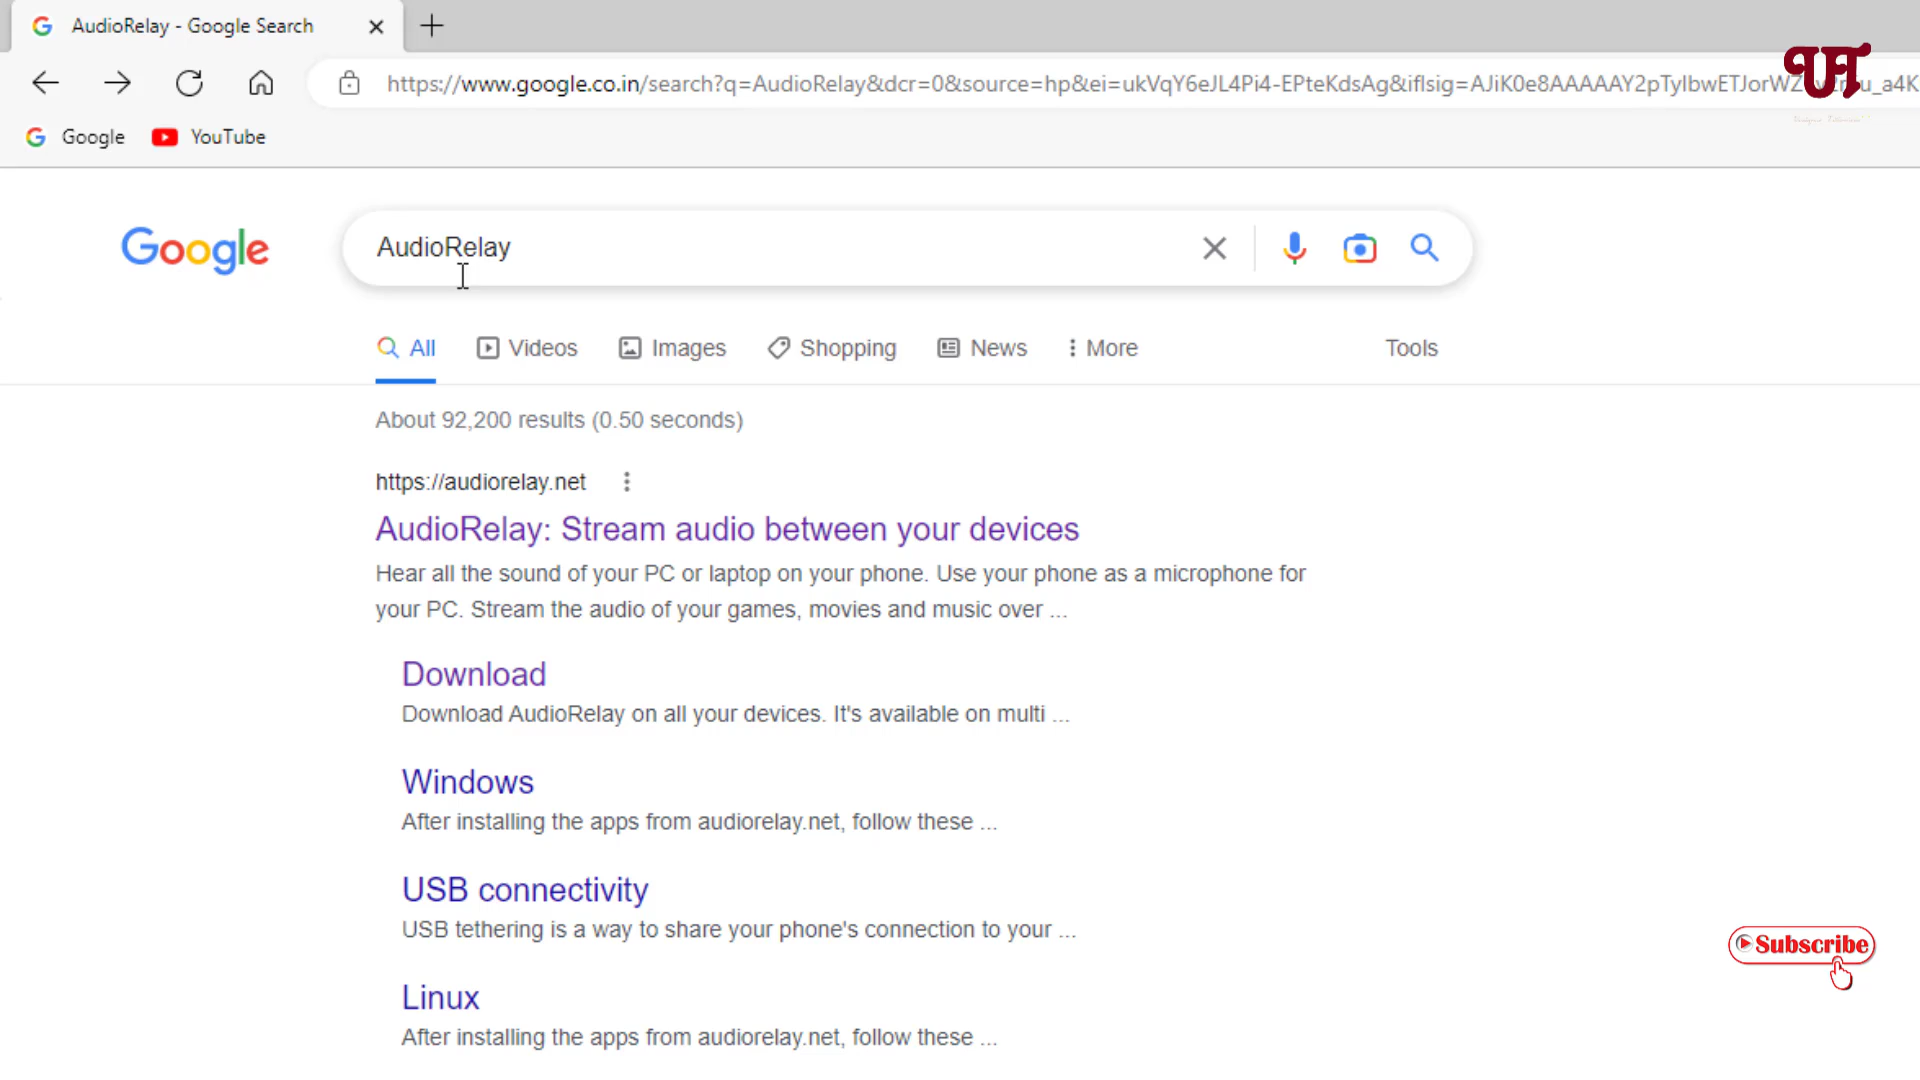 AudioRelay - Google Search
https://www.google.co.in/search?q=AudioRelay&dcr=0&source=hp&ei=ukVqY6eJL4Pi4-EPteKdsAg&iflsig=AJiK0e8AAAAAY2pTyIbwETJorWZ
UA
Google
YouTube
Google
AudioRelay
All
Videos
Images
Shopping
News
More
Tools
About 92,200 results (0.50 seconds)
https://audiorelay.net
AudioRelay: Stream audio between your devices
Hear all the sound of your PC or laptop on your phone. Use your phone as a microphone for
your PC. Stream the audio of your games, movies and music over ...
Download
Download AudioRelay on all your devices. It's available on multi ...
Windows
After installing the apps from audiorelay.net, follow these ...
USB connectivity
USB tethering is a way to share your phone's connection to your ...
Subscribe
Linux
After installing the apps from audiorelay.net, follow these ...